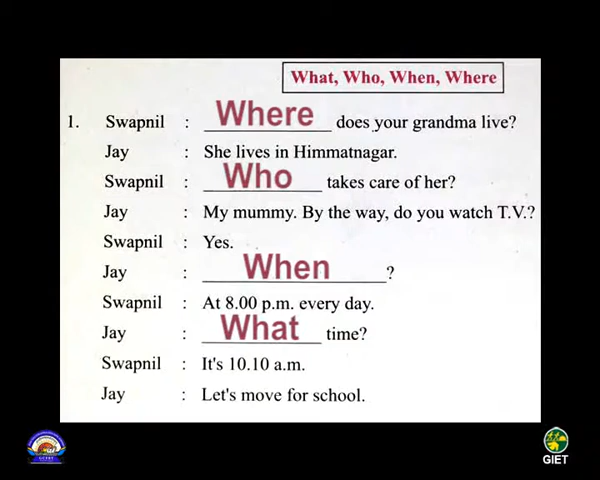 What, Who, When, Where
1. Swapnil : Where does your grandma live?
Jay : She lives in Himmatnagar.
Swapnil : Who takes care of her?
Jay : My mummy. By the way, do you watch T.V.?
Swapnil : Yes.
Jay : When ?
Swapnil : At 8.00 p.m. every day.
Jay : What time?
Swapnil : It's 10.10 a.m.
Jay : Let's move for school.
GIET